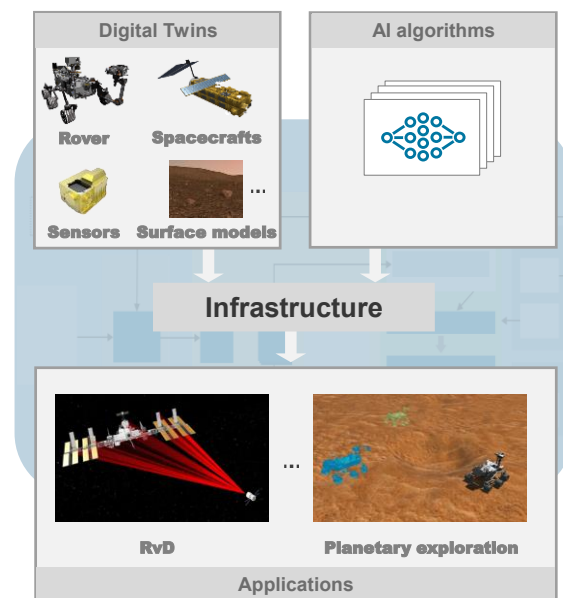 Digital Twins
AI algorithms
Rover
Spacecrafts
...
Sensors
Surface models
Infrastructure
...
RvD
Planetary exploration
Applications